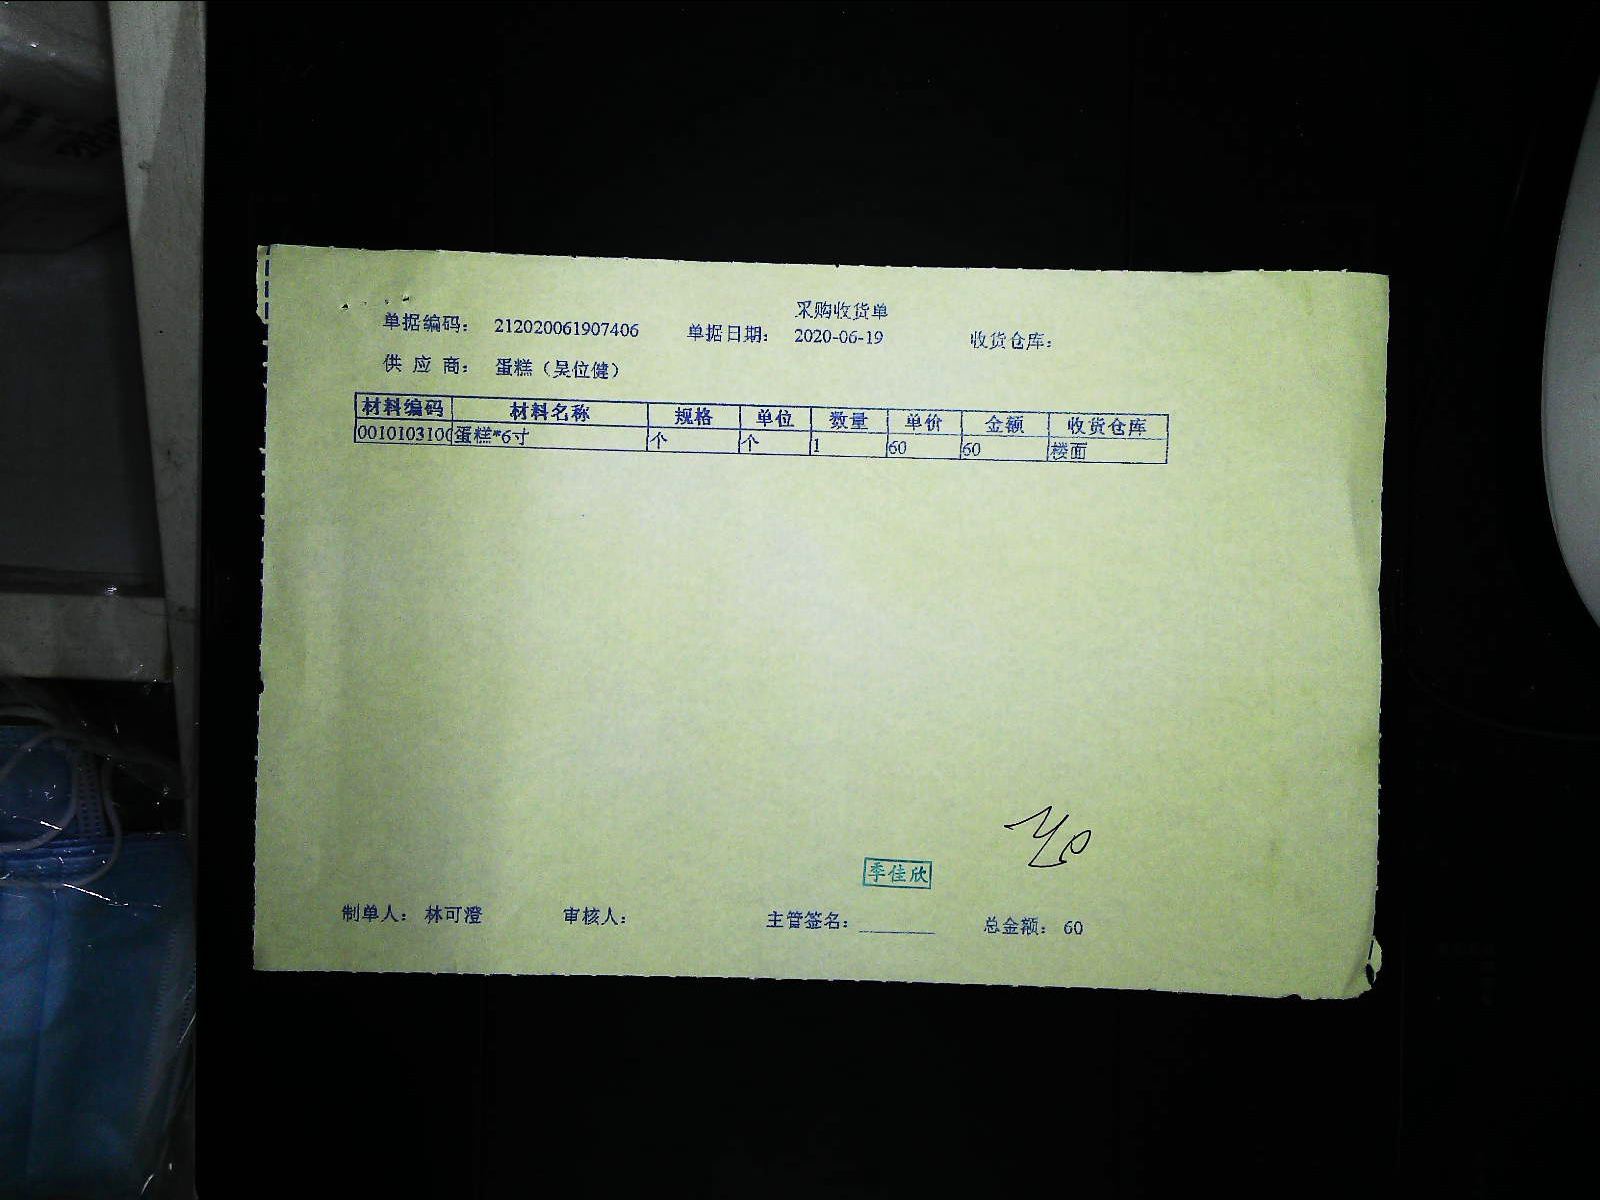 采购收货单
单据编码： 212020061907406 单据日期： 2020-06-19 收货仓库：
供 应 商： 蛋糕（吴位健）
材料编码 材料名称 规格 单位 数量 单价 金额 收货仓库
0010103100 蛋糕*6寸 个 个 1 60 60 楼面
季佳欣
制单人： 林可澄 审核人： 主管签名： 总金额： 60